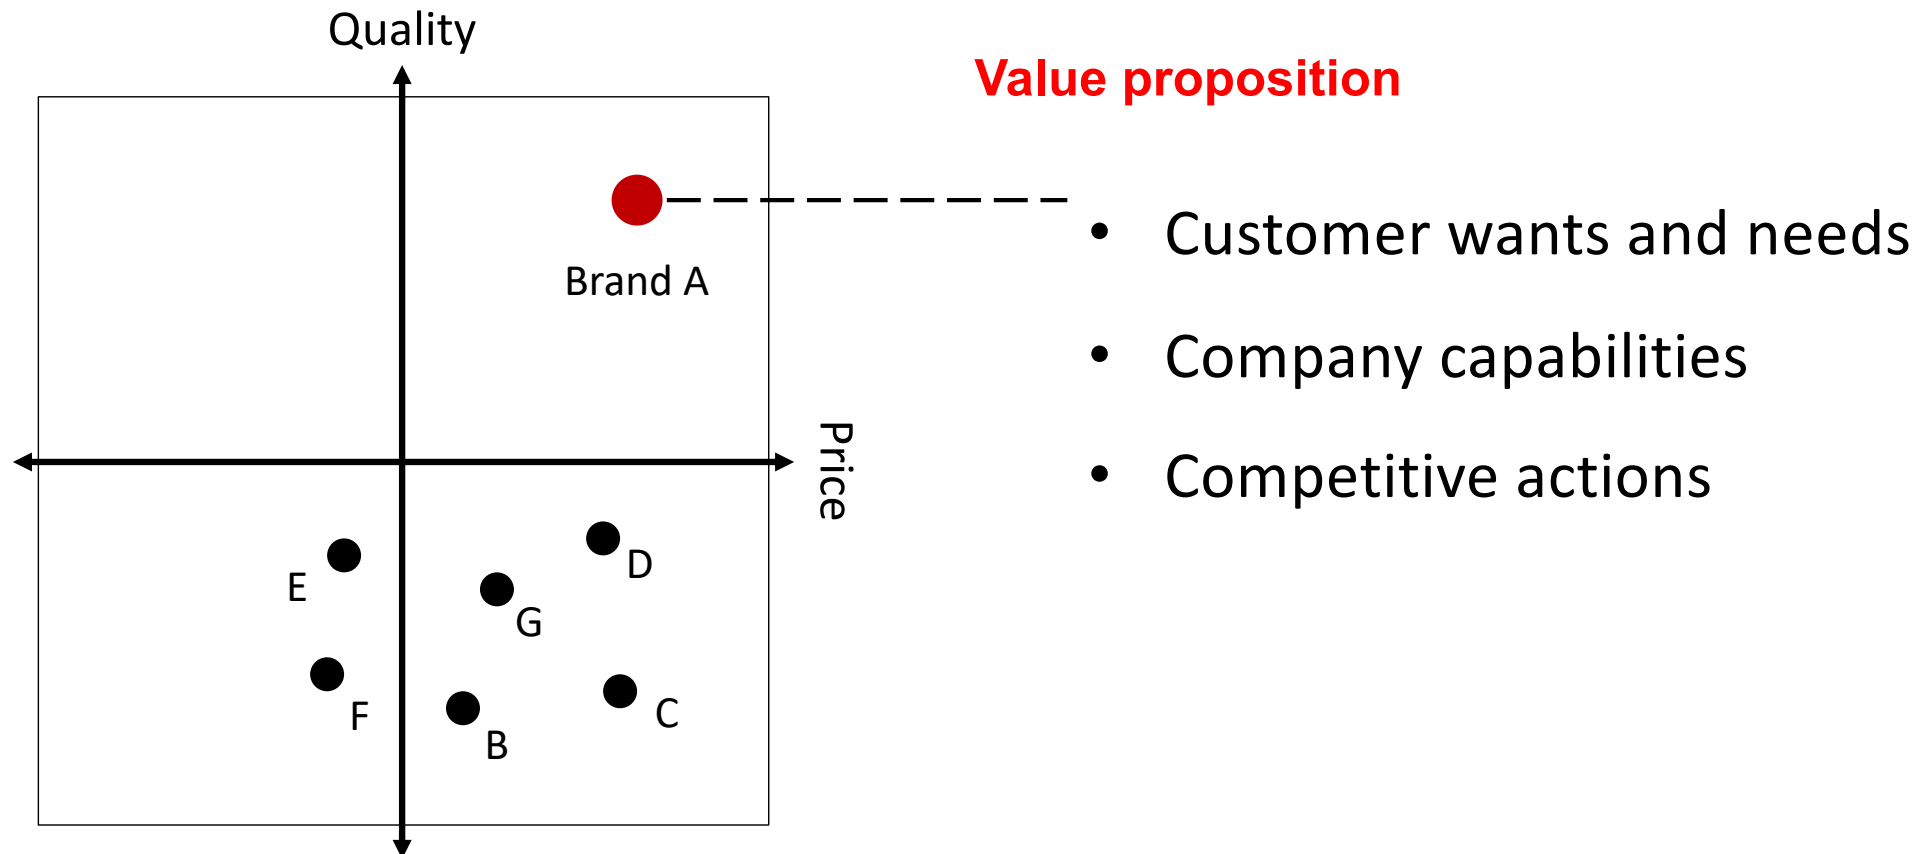 Quality
Value proposition
Brand A
• Customer wants and needs
• Company capabilities
Price
• Competitive actions
E
D
G
F
C
B